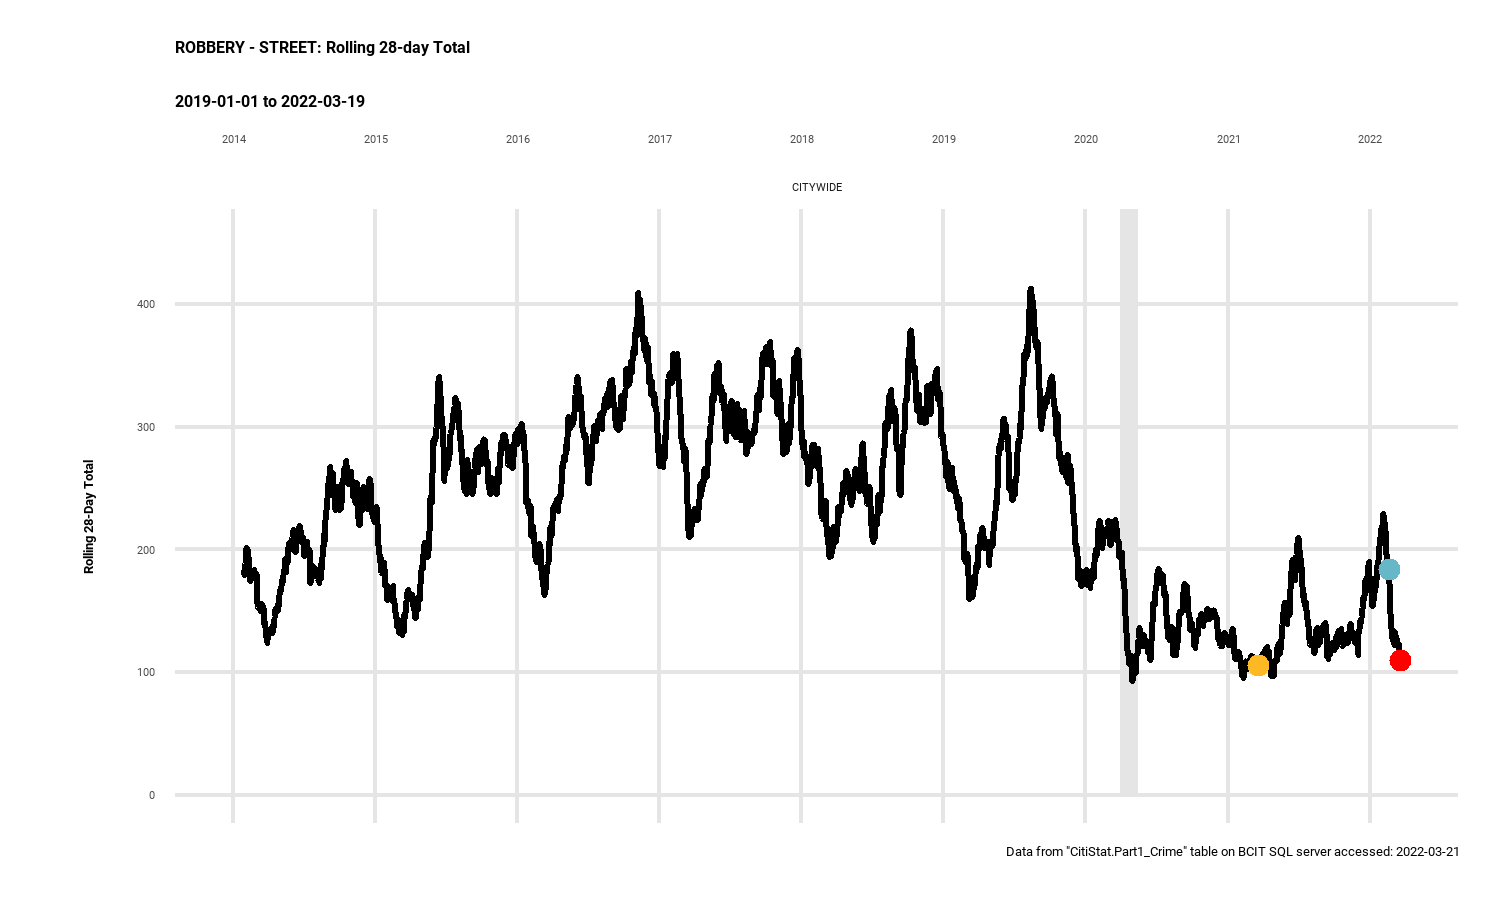 ROBBERY - STREET: Rolling 28-day Total
2019-01-01 to 2022-03-19
2014 2015 2016 2017 2018 2019 2020 2021 2022
CITYWIDE
400
300
200
100
0
Rolling 28-Day Total
Data from "CitiStat.Part1_Crime" table on BCIT SQL server accessed: 2022-03-21